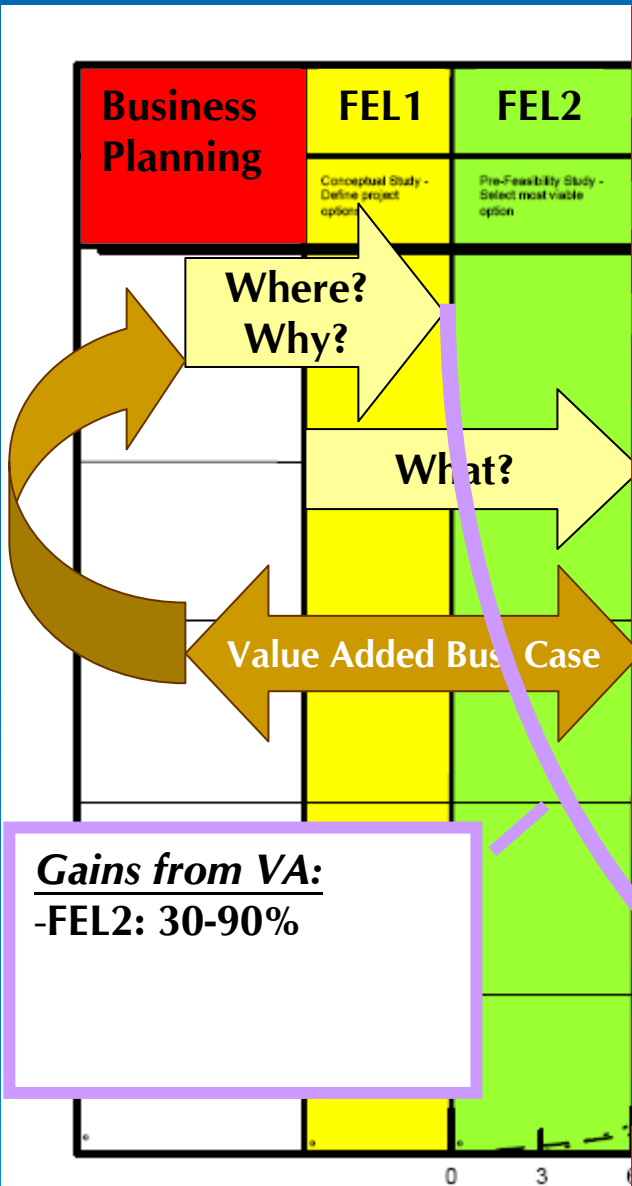 Business
Planning
FEL1
FEL2
Conceptual Study -
Define project
options
Pre-Feasibility Study -
Select most viable
option
Where?
Why?
What?
Value Added Bus. Case
Gains from VA:
-FEL2: 30-90%
0
3